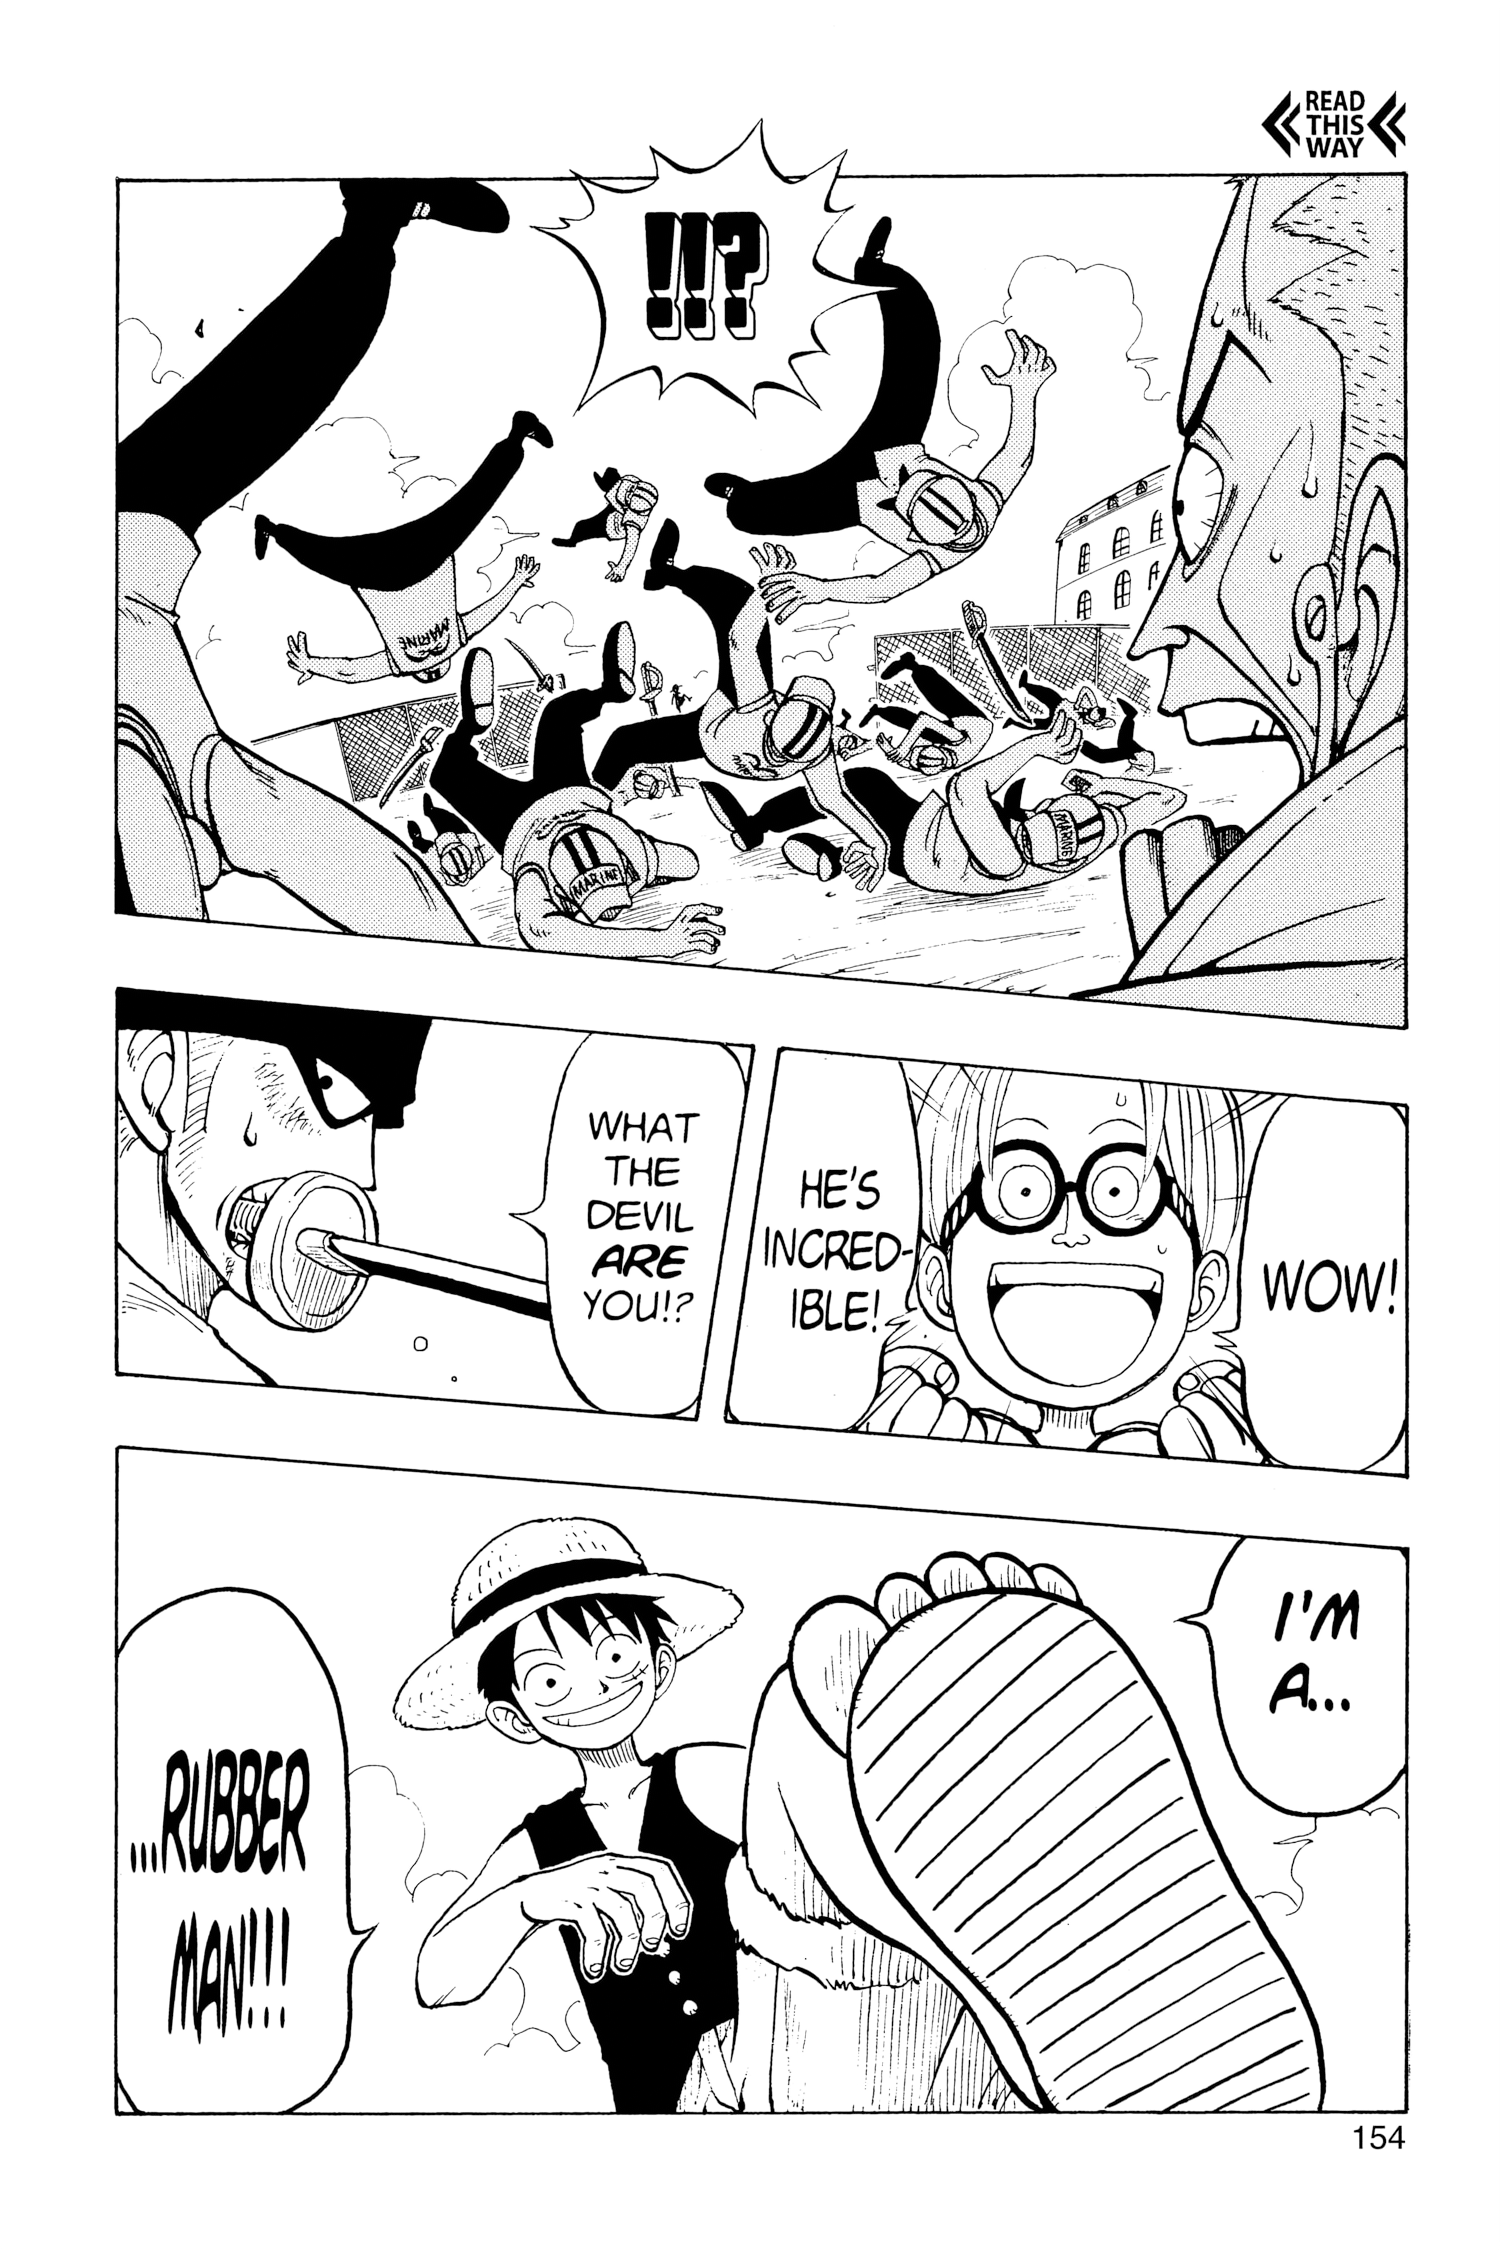 READ
THIS
WAY
!!?
MARINE
MARINE
MARINE
WOW!
HE'S
INCRED-
IBLE!
WHAT
THE
DEVIL
ARE
YOU!?
I'M
A...
...RUBBER
MAN!!!
154